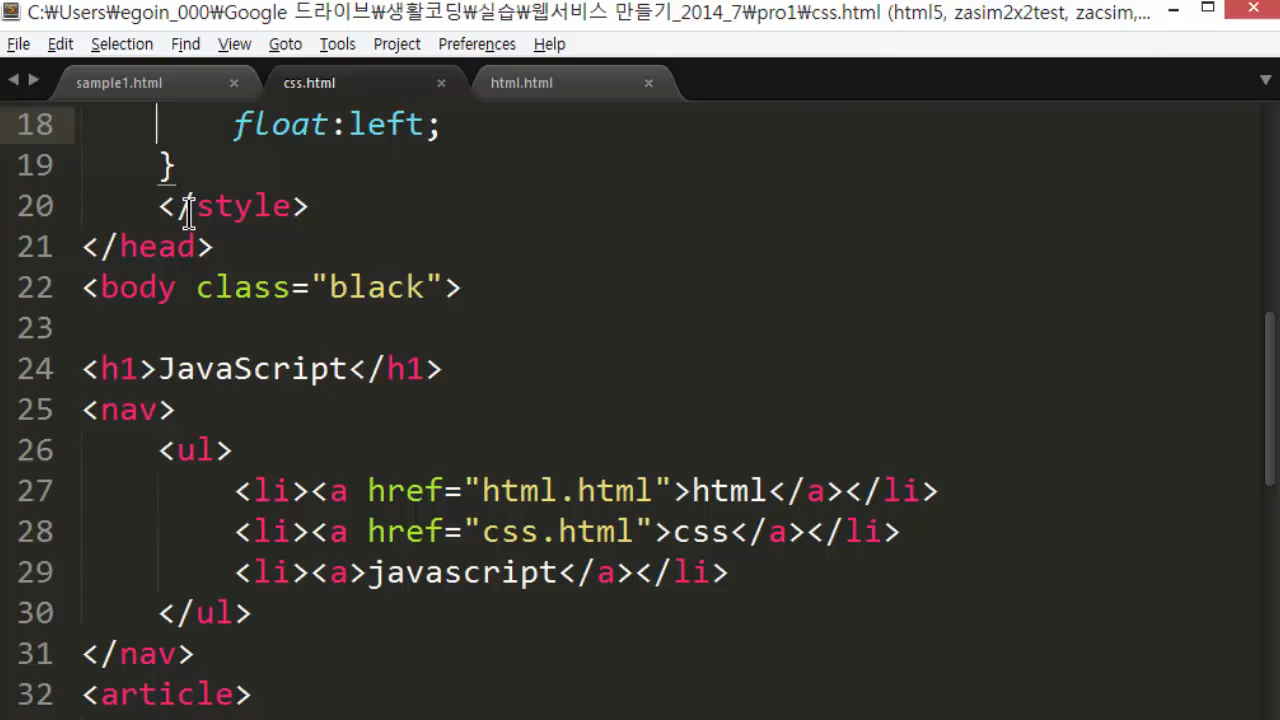 C:\Users\egoin_000\Google 드라이브\생활코딩\실습\웹서비스 만들기_2014_7\pro1\css.html (html5, zasim2x2test, zacsim,...
File Edit Selection Find View Goto Tools Project Preferences Help
sample1.html css.html html.html
18 float:left;
19 }
20 </style>
21 </head>
22 <body class="black">
23
24 <h1>JavaScript</h1>
25 <nav>
26 <ul>
27 <li><a href="html.html">html</a></li>
28 <li><a href="css.html">css</a></li>
29 <li><a>javascript</a></li>
30 </ul>
31 </nav>
32 <article>